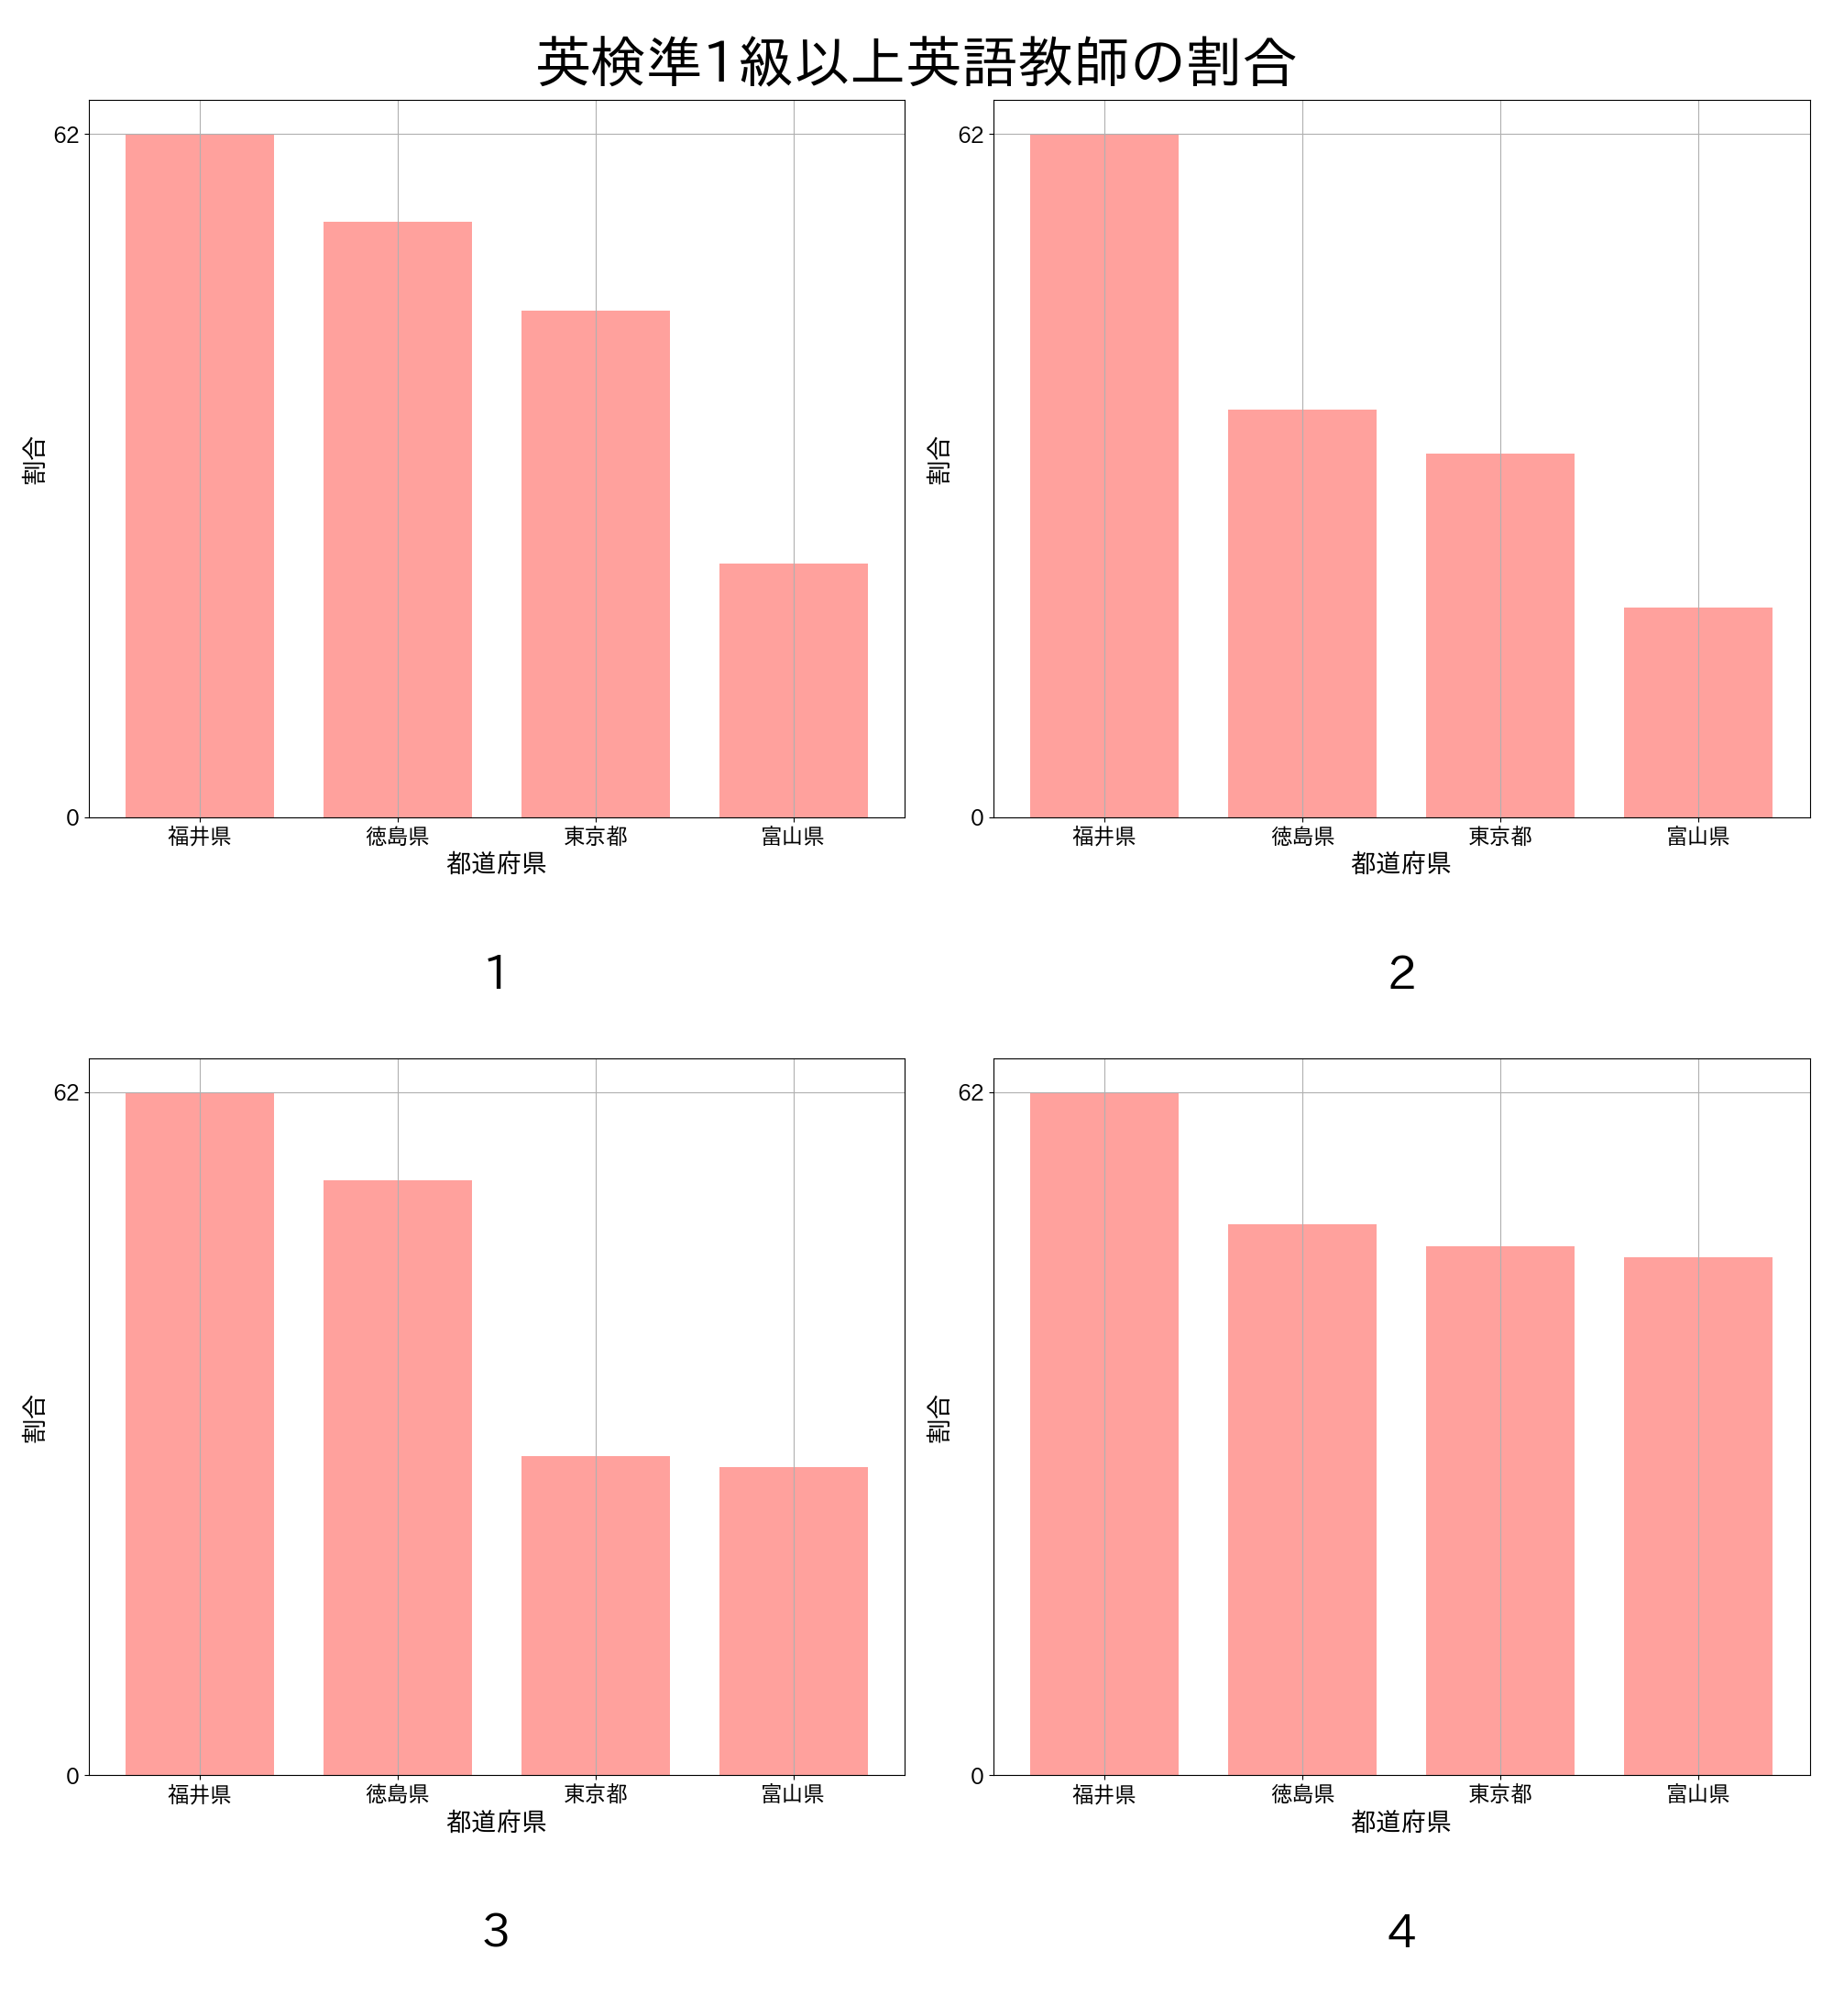 英検準1級以上英語教師の割合
62
0
割合
福井県 徳島県 東京都 富山県
都道府県
1
62
0
割合
福井県 徳島県 東京都 富山県
都道府県
2
62
0
割合
福井県 徳島県 東京都 富山県
都道府県
3
62
0
割合
福井県 徳島県 東京都 富山県
都道府県
4